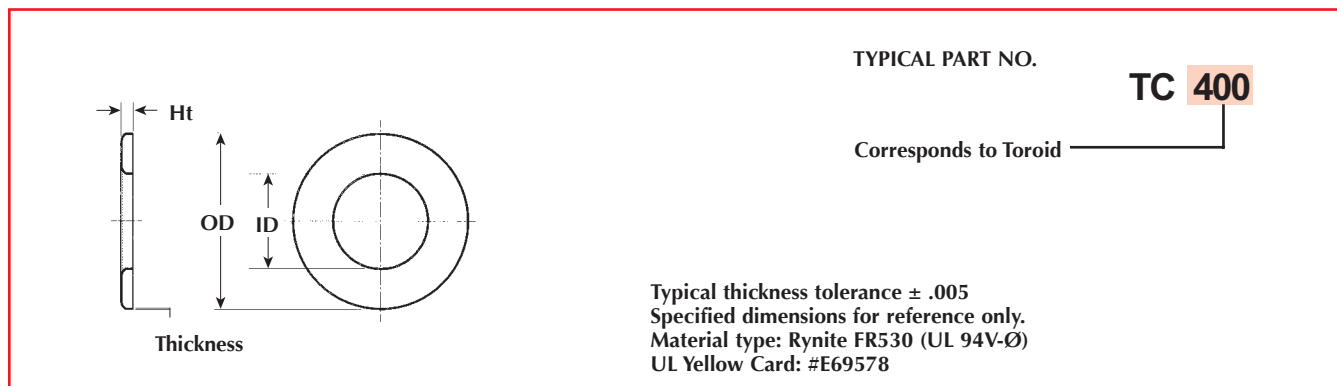 TYPICAL PART NO.
TC 400
Corresponds to Toroid
Ht
OD
ID
Thickness
Typical thickness tolerance ± .005
Specified dimensions for reference only.
Material type: Rynite FR530 (UL 94V-Ø)
UL Yellow Card: #E69578